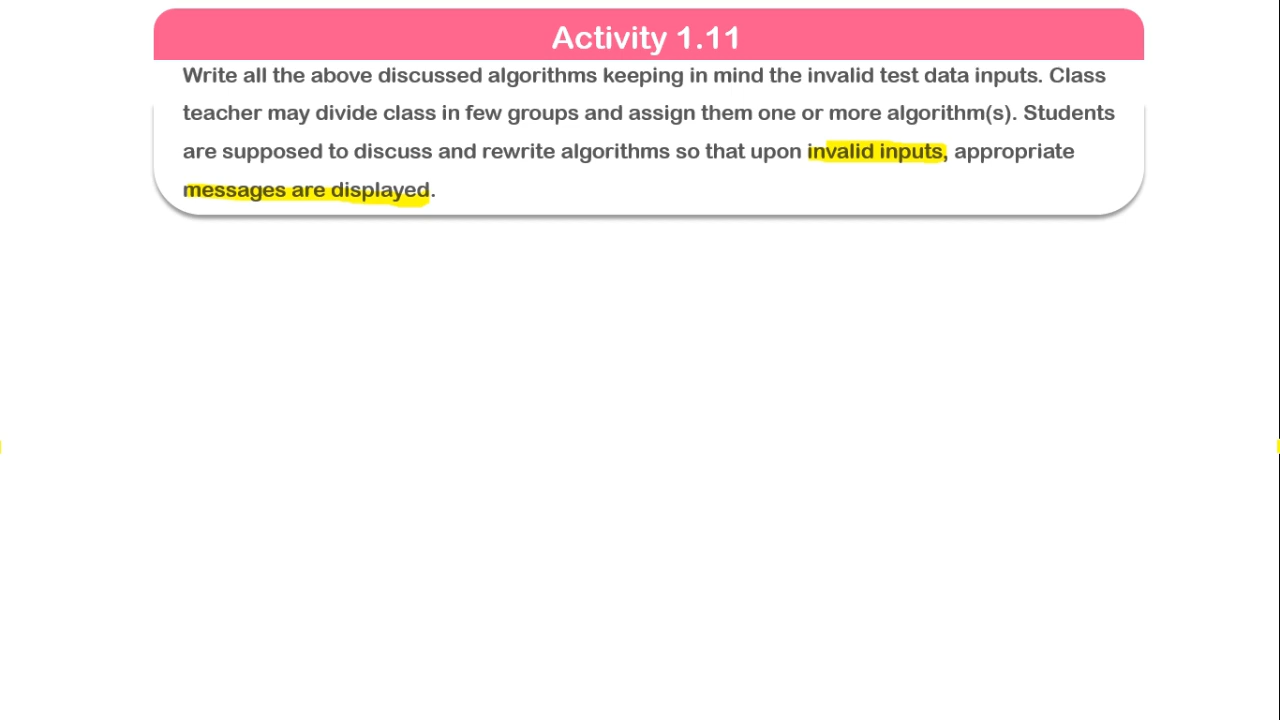 Activity 1.11
Write all the above discussed algorithms keeping in mind the invalid test data inputs. Class
teacher may divide class in few groups and assign them one or more algorithm(s). Students
are supposed to discuss and rewrite algorithms so that upon invalid inputs, appropriate
messages are displayed.